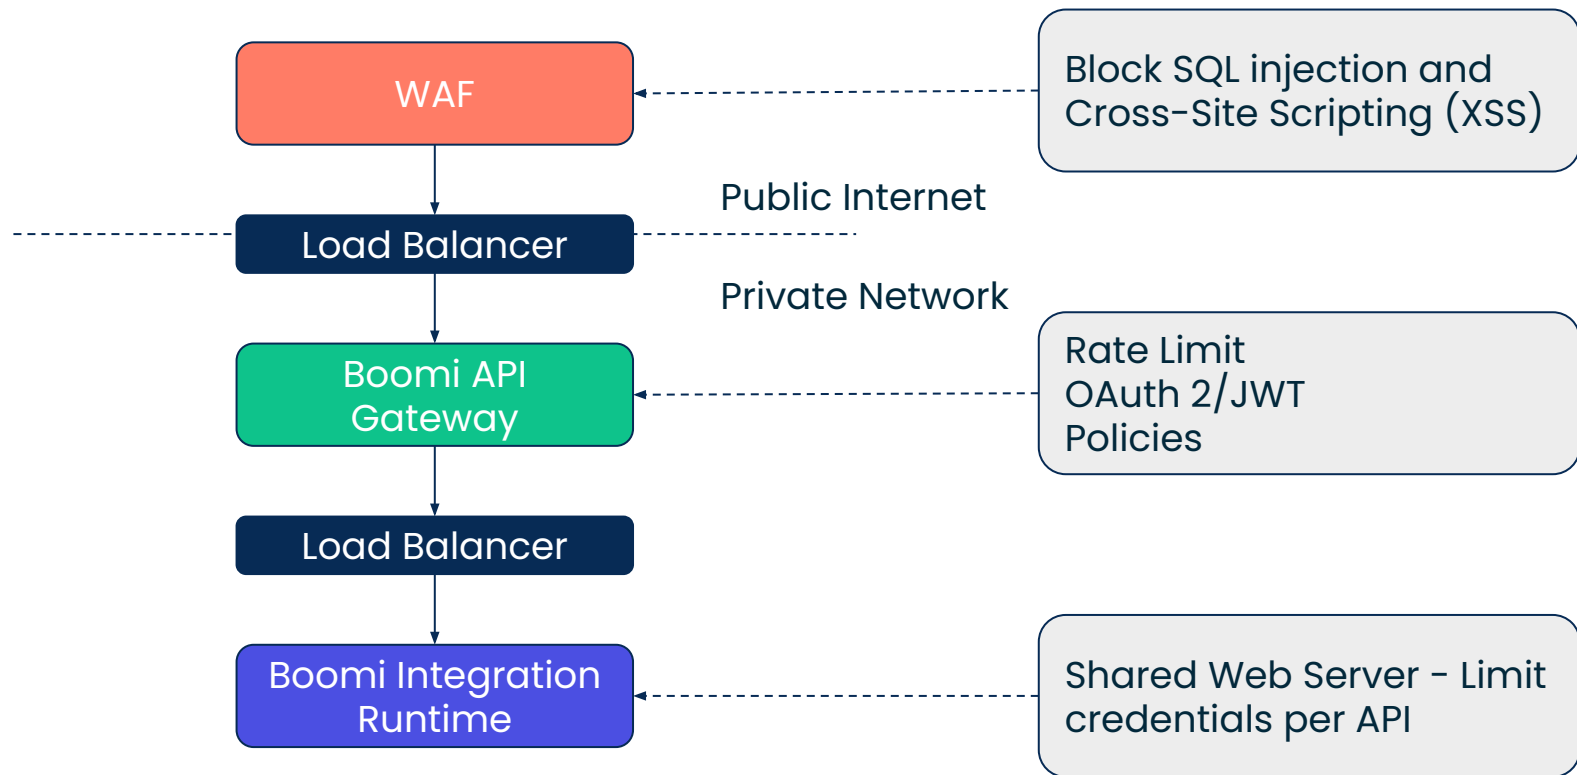 WAF
Block SQL injection and
Cross-Site Scripting (XSS)
Public Internet
Load Balancer
Private Network
Boomi API
Gateway
Rate Limit
OAuth 2/JWT
Policies
Load Balancer
Boomi Integration
Runtime
Shared Web Server - Limit
credentials per API